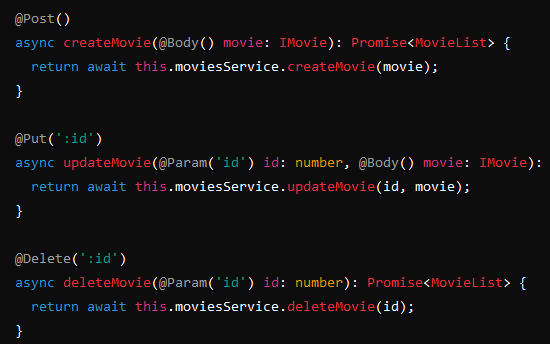 @Post()
async createMovie(@Body() movie: IMovie): Promise<MovieList> {
  return await this.moviesService.createMovie(movie);
}

@Put(':id')
async updateMovie(@Param('id') id: number, @Body() movie: IMovie):
  return await this.moviesService.updateMovie(id, movie);
}

@Delete(':id')
async deleteMovie(@Param('id') id: number): Promise<MovieList> {
  return await this.moviesService.deleteMovie(id);
}